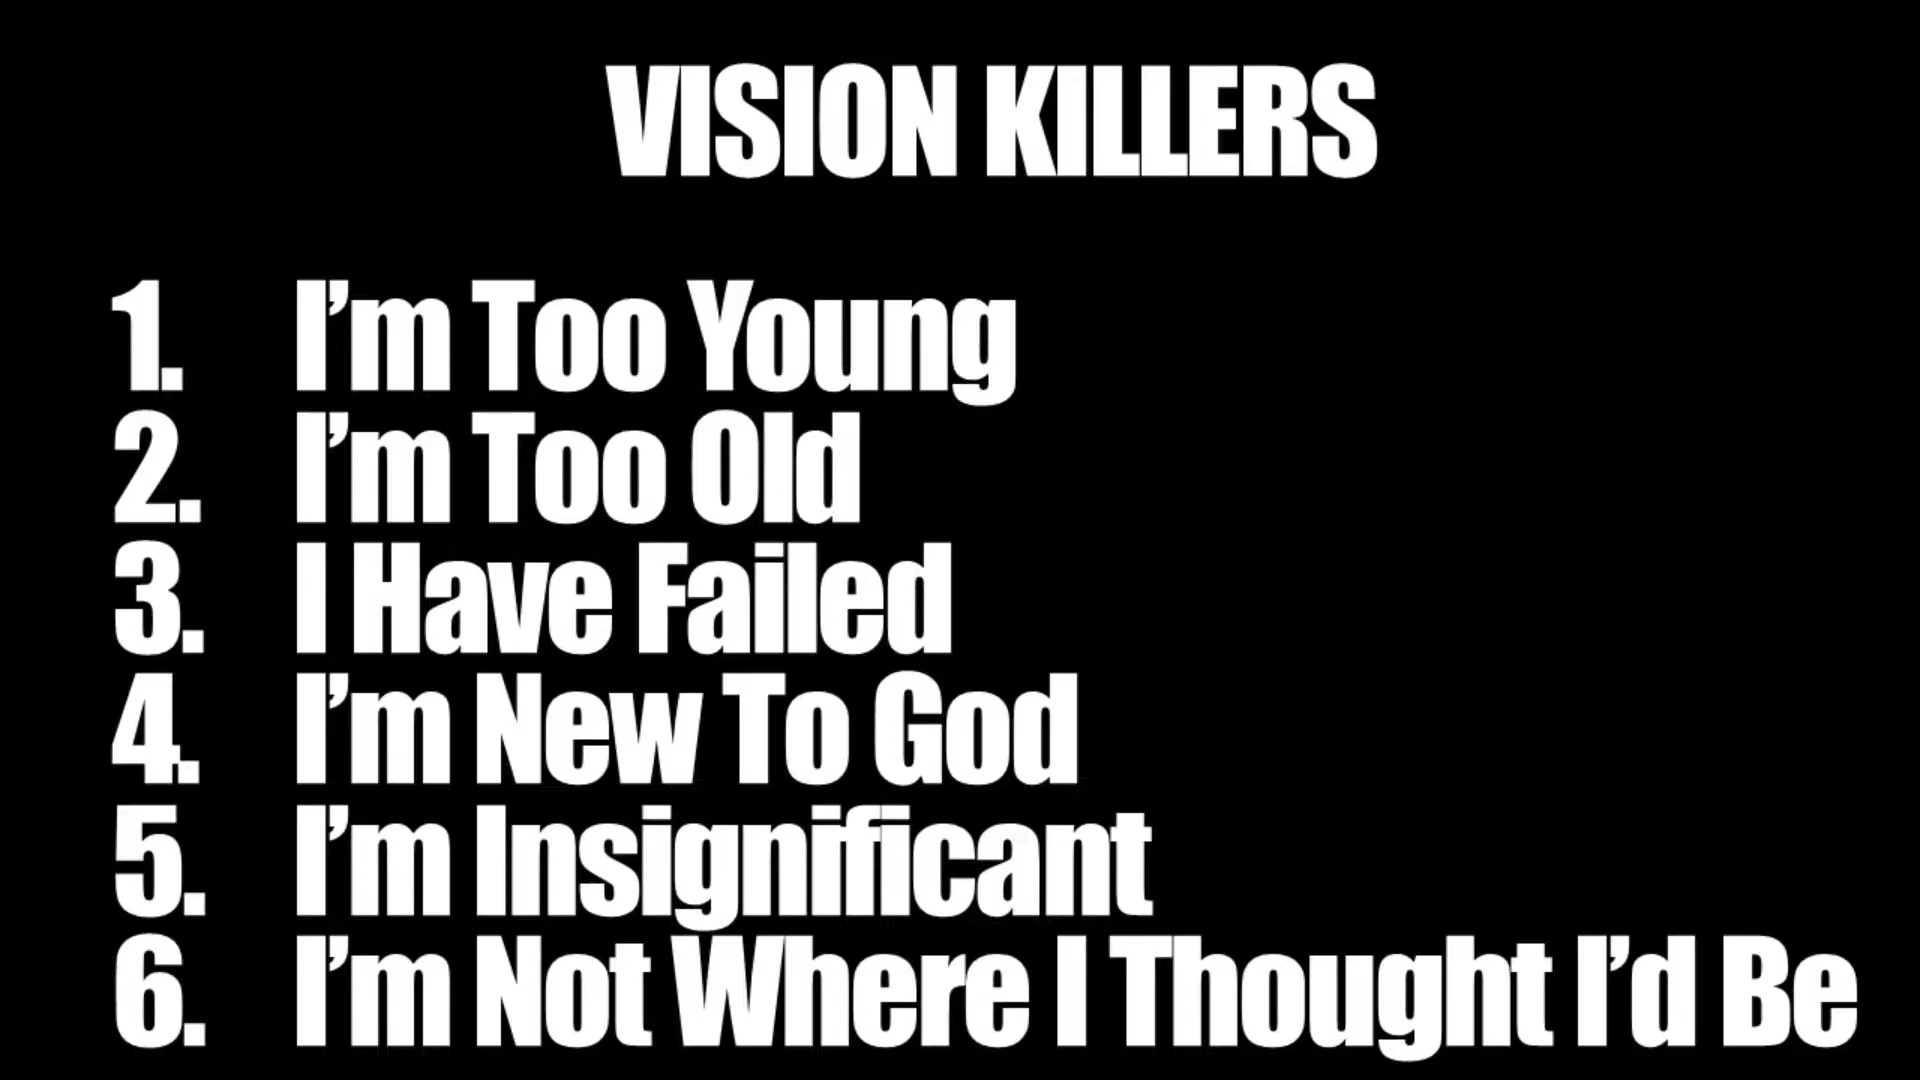 VISION KILLERS
1. I’m Too Young
2. I’m Too Old
3. I Have Failed
4. I’m New To God
5. I’m Insignificant
6. I’m Not Where I Thought I’d Be